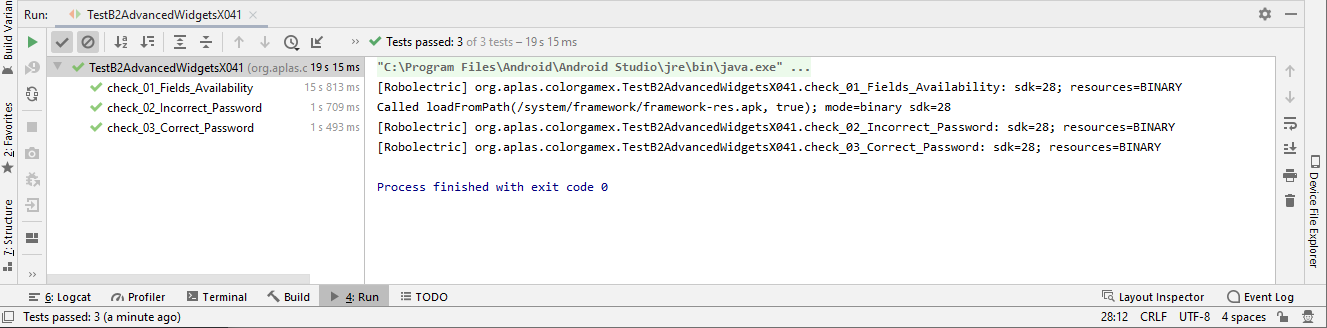 Build Varian
2: Favorites
7: Structure
Run: TestB2AdvancedWidgetsX041
Tests passed: 3 of 3 tests – 19 s 15 ms
TestB2AdvancedWidgetsX041 (org.aplas.c 19 s 15 ms
check_01_Fields_Availability 15 s 813 ms
check_02_Incorrect_Password 1 s 709 ms
check_03_Correct_Password 1 s 493 ms
"C:\Program Files\Android\Android Studio\jre\bin\java.exe" ...
[Robolectric] org.aplas.colorgamex.TestB2AdvancedWidgetsX041.check_01_Fields_Availability: sdk=28; resources=BINARY
Called loadFromPath(/system/framework/framework-res.apk, true); mode=binary sdk=28
[Robolectric] org.aplas.colorgamex.TestB2AdvancedWidgetsX041.check_02_Incorrect_Password: sdk=28; resources=BINARY
[Robolectric] org.aplas.colorgamex.TestB2AdvancedWidgetsX041.check_03_Correct_Password: sdk=28; resources=BINARY
Process finished with exit code 0
Device File Explorer
6: Logcat Profiler Terminal Build 4: Run TODO Layout Inspector Event Log
Tests passed: 3 (a minute ago) 28:12 CRLF UTF-8 4 spaces